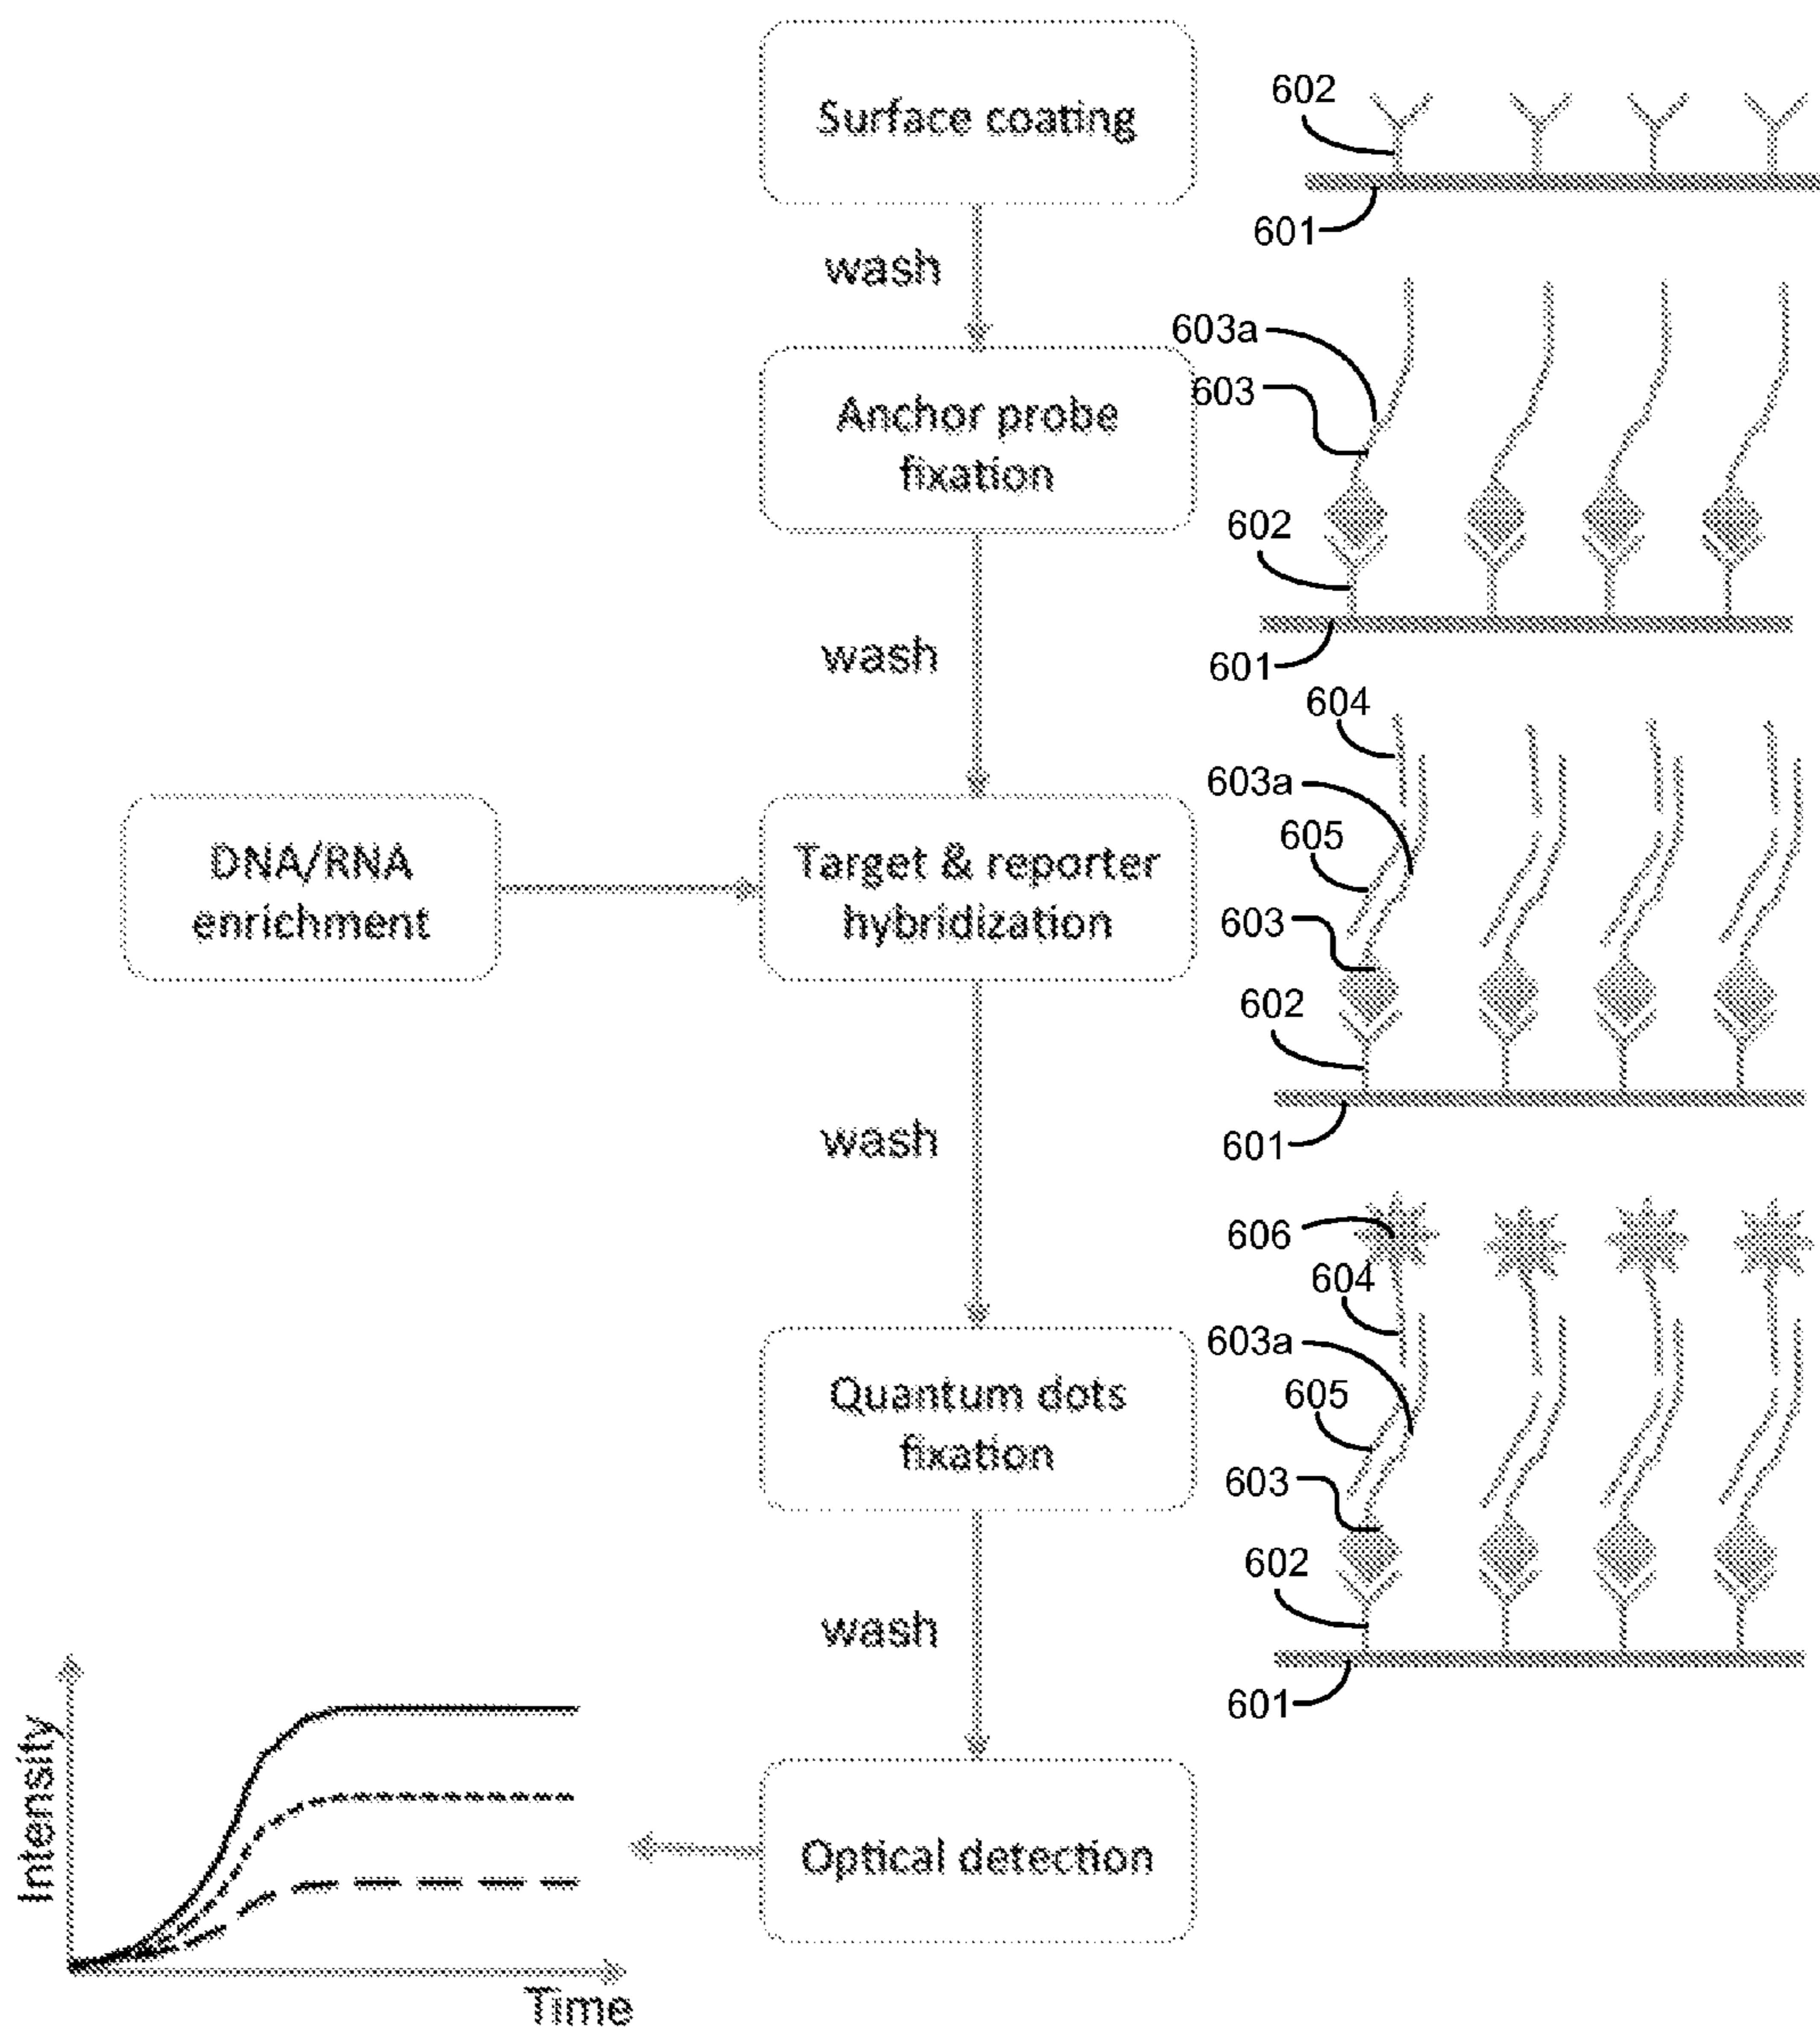 Surface coating
602
601
wash
603a
603
Anchor probe
fixation
602
wash
601
604
603a
DNA/RNA
enrichment
Target & reporter
hybridization
605
603
602
wash
601
606
604
603a
Quantum dots
fixation
605
603
602
wash
601
Intensity
Optical detection
Time